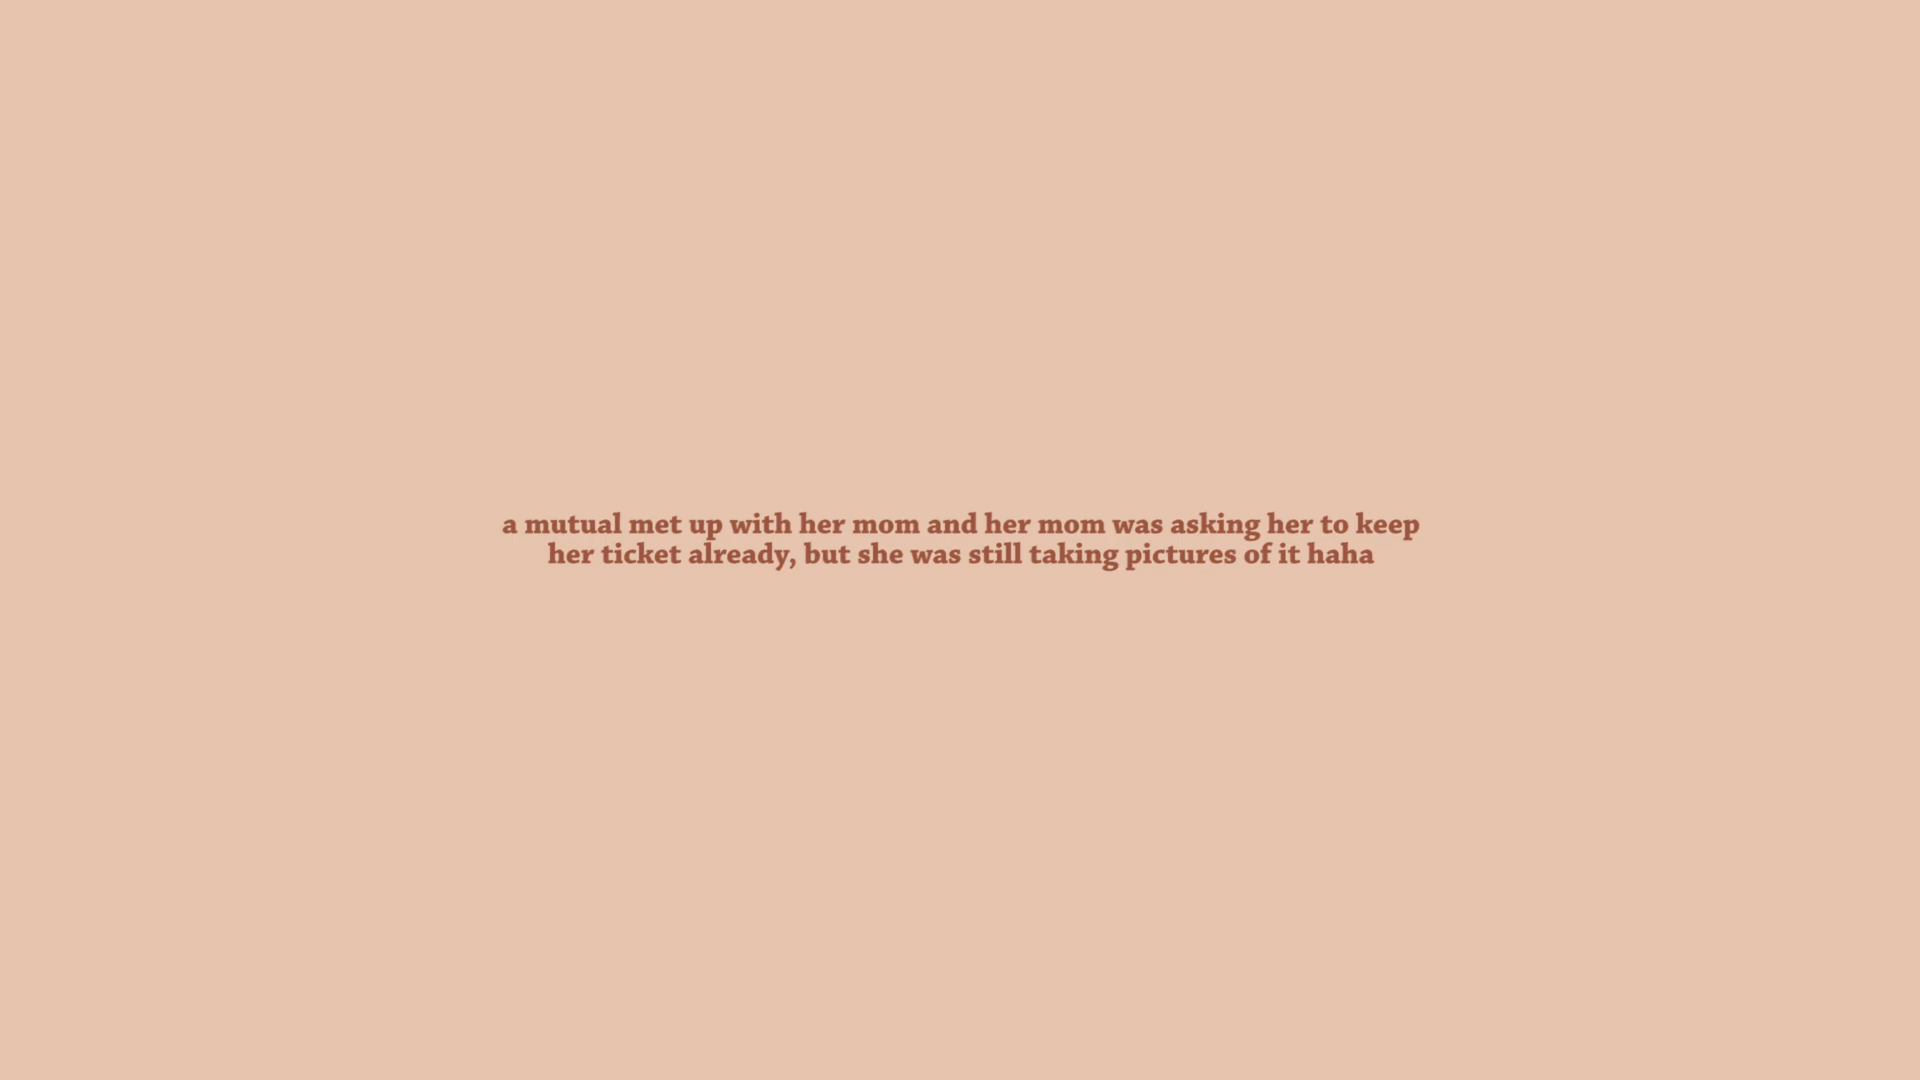 a mutual met up with her mom and her mom was asking her to keep
her ticket already, but she was still taking pictures of it haha